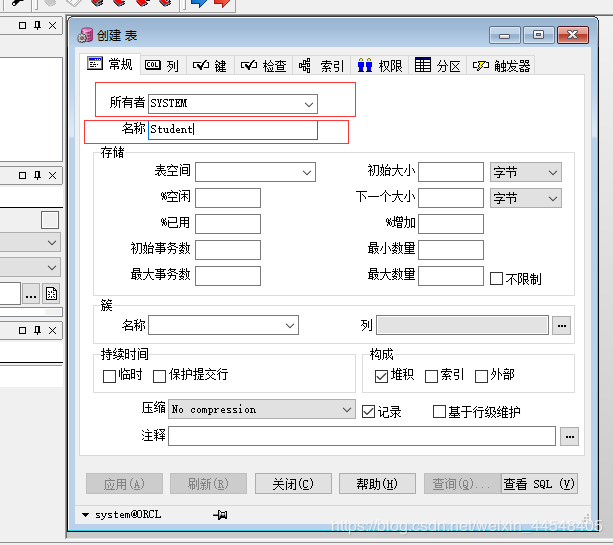 创建 表
常规 列 键 检查 索引 权限 分区 触发器
所有者 SYSTEM
名称 Student
存储
表空间 初始大小 字节
%空闲 下一个大小 字节
%已用 %增加
初始事务数 最小数量
最大事务数 最大数量 不限制
簇
名称 列 ...
持续时间 构成
临时 保护提交行 堆积 索引 外部
压缩 No compression 记录 基于行级维护
注释 ...
应用(A) 刷新(R) 关闭(C) 帮助(H) 查询(Q)... 查看 SQL (V)
system@ORCL
https://blog.csdn.net/weixin_44548406